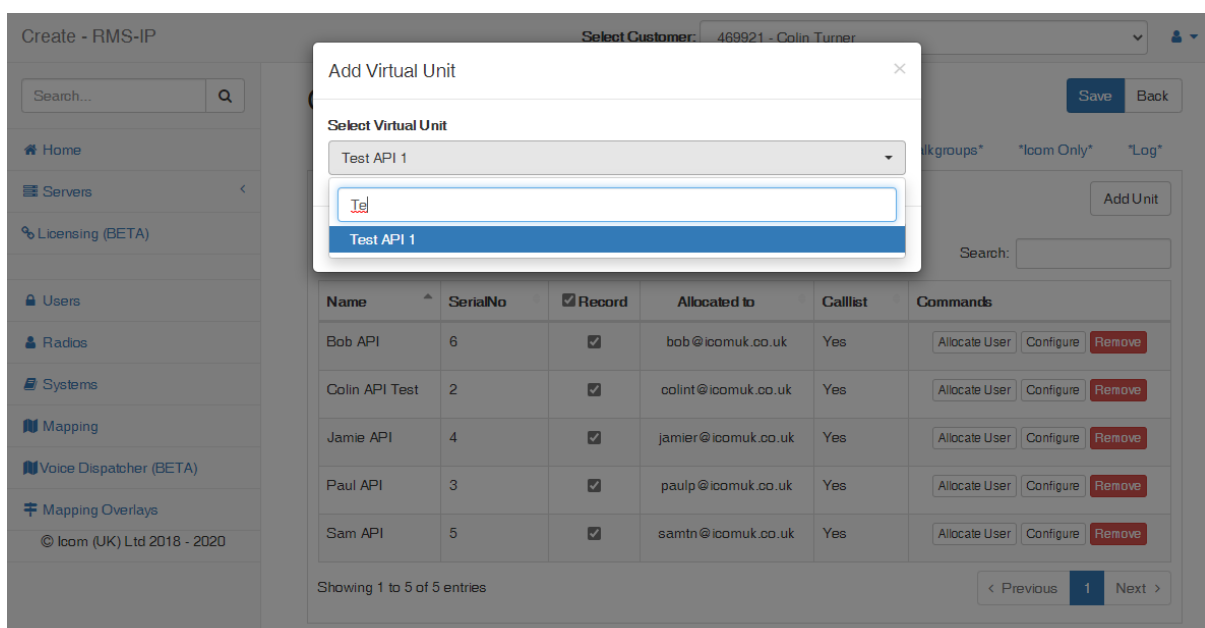 Create - RMS-IP
Select Customer: 469921 - Colin Turner
Add Virtual Unit ×
Search...
Save Back
Select Virtual Unit
Home
Test API 1
lkgroups* *Icom Only* *Log*
Servers
Te
Add Unit
Licensing (BETA)
Test API 1
Search:
Users
Name SerialNo Record Allocated to Calllist Commands
Radios
Bob API 6 bob@icomuk.co.uk Yes Allocate User Configure Remove
Systems
Colin API Test 2 colint@icomuk.co.uk Yes Allocate User Configure Remove
Mapping
Jamie API 4 jamier@icomuk.co.uk Yes Allocate User Configure Remove
Voice Dispatcher (BETA)
Paul API 3 paulp@icomuk.co.uk Yes Allocate User Configure Remove
Mapping Overlays
Sam API 5 samtn@icomuk.co.uk Yes Allocate User Configure Remove
© Icom (UK) Ltd 2018 - 2020
Showing 1 to 5 of 5 entries
< Previous 1 Next >